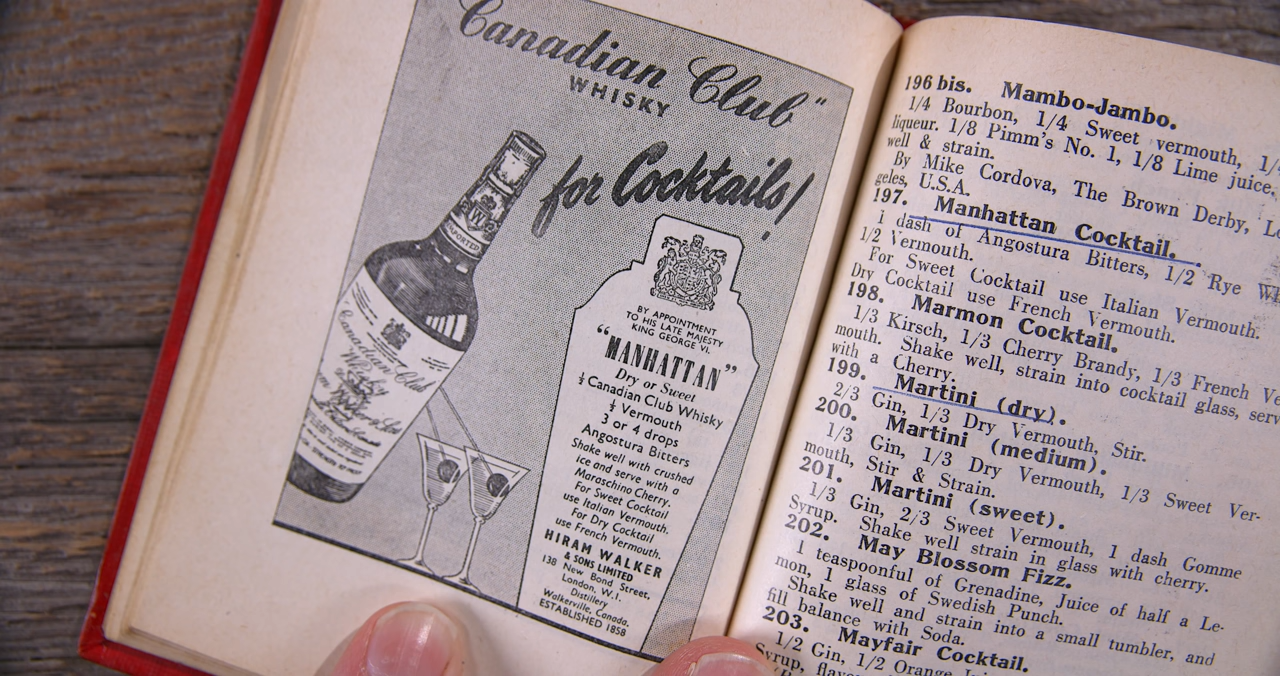 Canadian Club"
WHISKY
for Cocktails!
IMPORTED
Canadian Club
Whisky
BY APPOINTMENT
TO HIS LATE MAJESTY
KING GEORGE VI.
"MANHATTAN"
Dry or Sweet
½ Canadian Club Whisky
½ Vermouth
3 or 4 drops
Angostura Bitters
Shake well with crushed
ice and serve with a
Maraschino Cherry.
For Sweet Cocktail
use Italian Vermouth.
For Dry Cocktail
use French Vermouth.
HIRAM WALKER
& SONS LIMITED
138 New Bond Street,
London, W.1.
Distillery
Walkerville, Canada.
ESTABLISHED 1858
196 bis. Mambo-Jambo.
1/4 Bourbon, 1/4 Sweet vermouth,
liqueur. 1/8 Pimm's No. 1, 1/8 Lime juice,
well & strain.
By Mike Cordova, The Brown Derby,
geles, U.S.A.
197. Manhattan Cocktail.
1 dash of Angostura Bitters, 1/2 Rye
1/2 Vermouth.
For Sweet Cocktail use Italian Vermouth.
Dry Cocktail use French Vermouth.
198. Marmon Cocktail.
1/3 Kirsch, 1/3 Cherry Brandy, 1/3 French
mouth. Shake well, strain into cocktail glass,
with a Cherry.
199. Martini (dry).
2/3 Gin, 1/3 Dry Vermouth, Stir.
200. Martini (medium).
1/3 Gin, 1/3 Dry Vermouth, 1/3 Sweet Ver-
mouth, Stir & Strain.
201. Martini (sweet).
1/3 Gin, 2/3 Sweet Vermouth, 1 dash Gomme
Syrup. Shake well strain in glass with cherry.
202. May Blossom Fizz.
1 teaspoonful of Grenadine, Juice of half a Le-
mon, 1 glass of Swedish Punch.
Shake well and strain into a small tumbler, and
fill balance with Soda.
203. Mayfair Cocktail.
1/2 Gin, 1/2 Orange
Syrup,